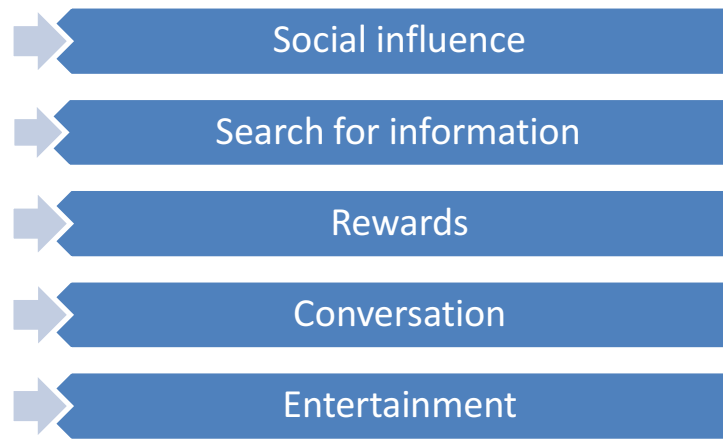 Social influence
Search for information
Rewards
Conversation
Entertainment